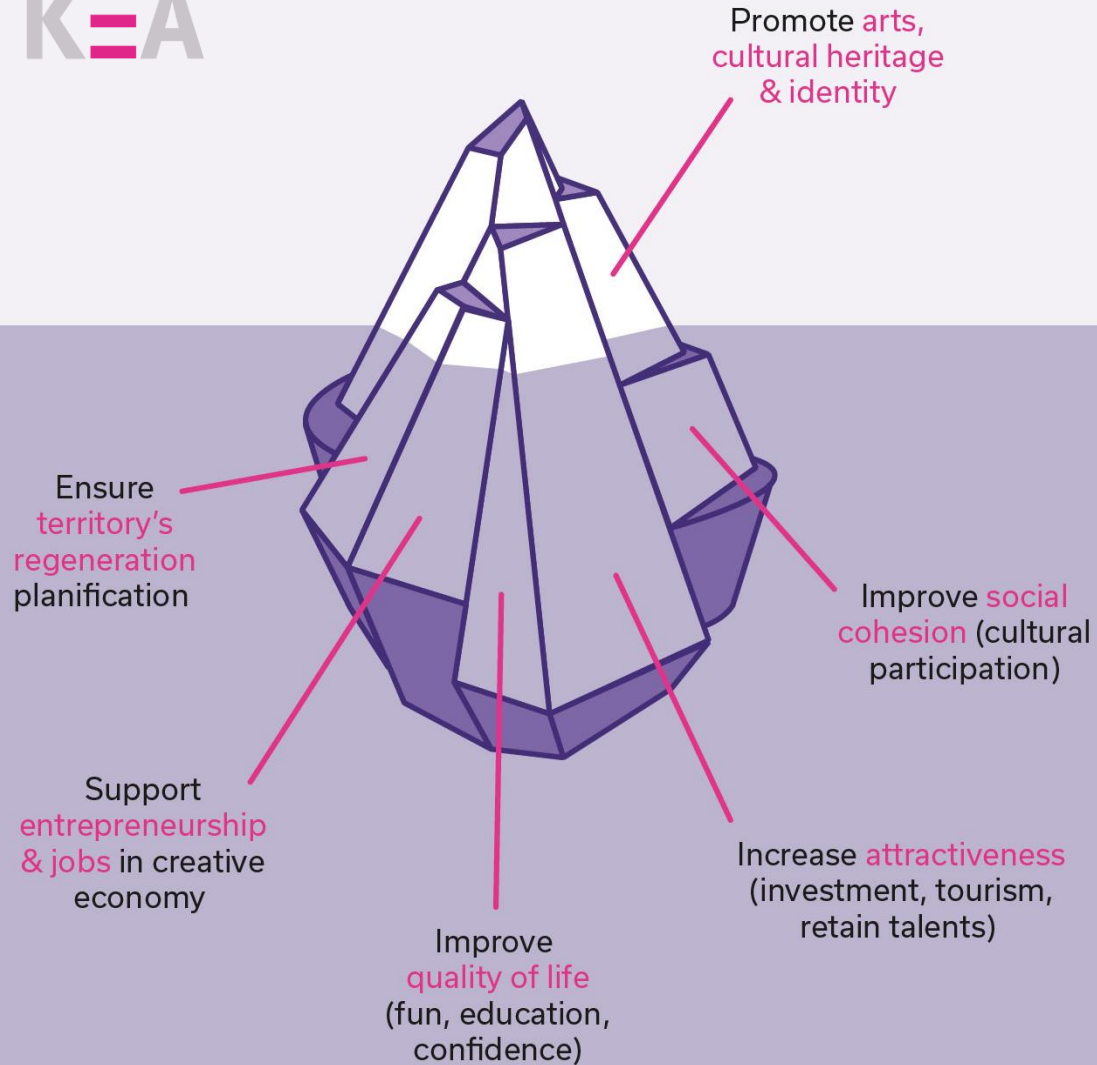 KEA
Promote arts,
cultural heritage
& identity
Ensure
territory's
regeneration
planification
Improve social
cohesion (cultural
participation)
Support
entrepreneurship
& jobs in creative
economy
Increase attractiveness
(investment, tourism,
retain talents)
Improve
quality of life
(fun, education,
confidence)